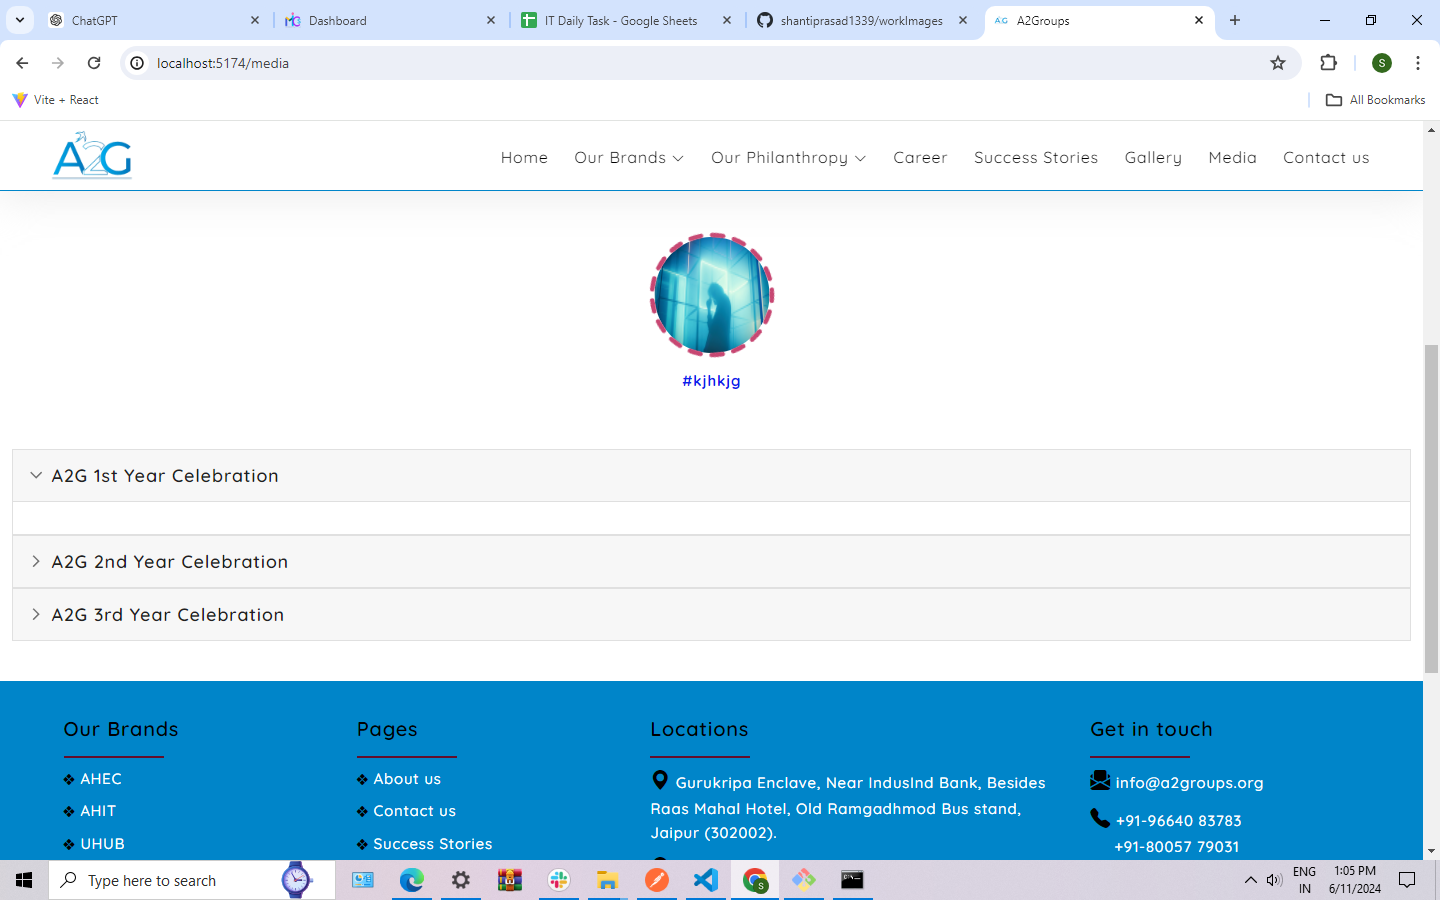 ChatGPT
Dashboard
IT Daily Task - Google Sheets
shantiprasad1339/workImages
A2Groups
localhost:5174/media
S
Vite + React
All Bookmarks
A2G
Home
Our Brands
Our Philanthropy
Career
Success Stories
Gallery
Media
Contact us
#kjhkjg
A2G 1st Year Celebration
A2G 2nd Year Celebration
A2G 3rd Year Celebration
Our Brands
AHEC
AHIT
UHUB
Pages
About us
Contact us
Success Stories
Locations
Gurukripa Enclave, Near IndusInd Bank, Besides
Raas Mahal Hotel, Old Ramgadhmod Bus stand,
Jaipur (302002).
Get in touch
info@a2groups.org
+91-96640 83783
+91-80057 79031
Type here to search
ENG
IN
1:05 PM
6/11/2024